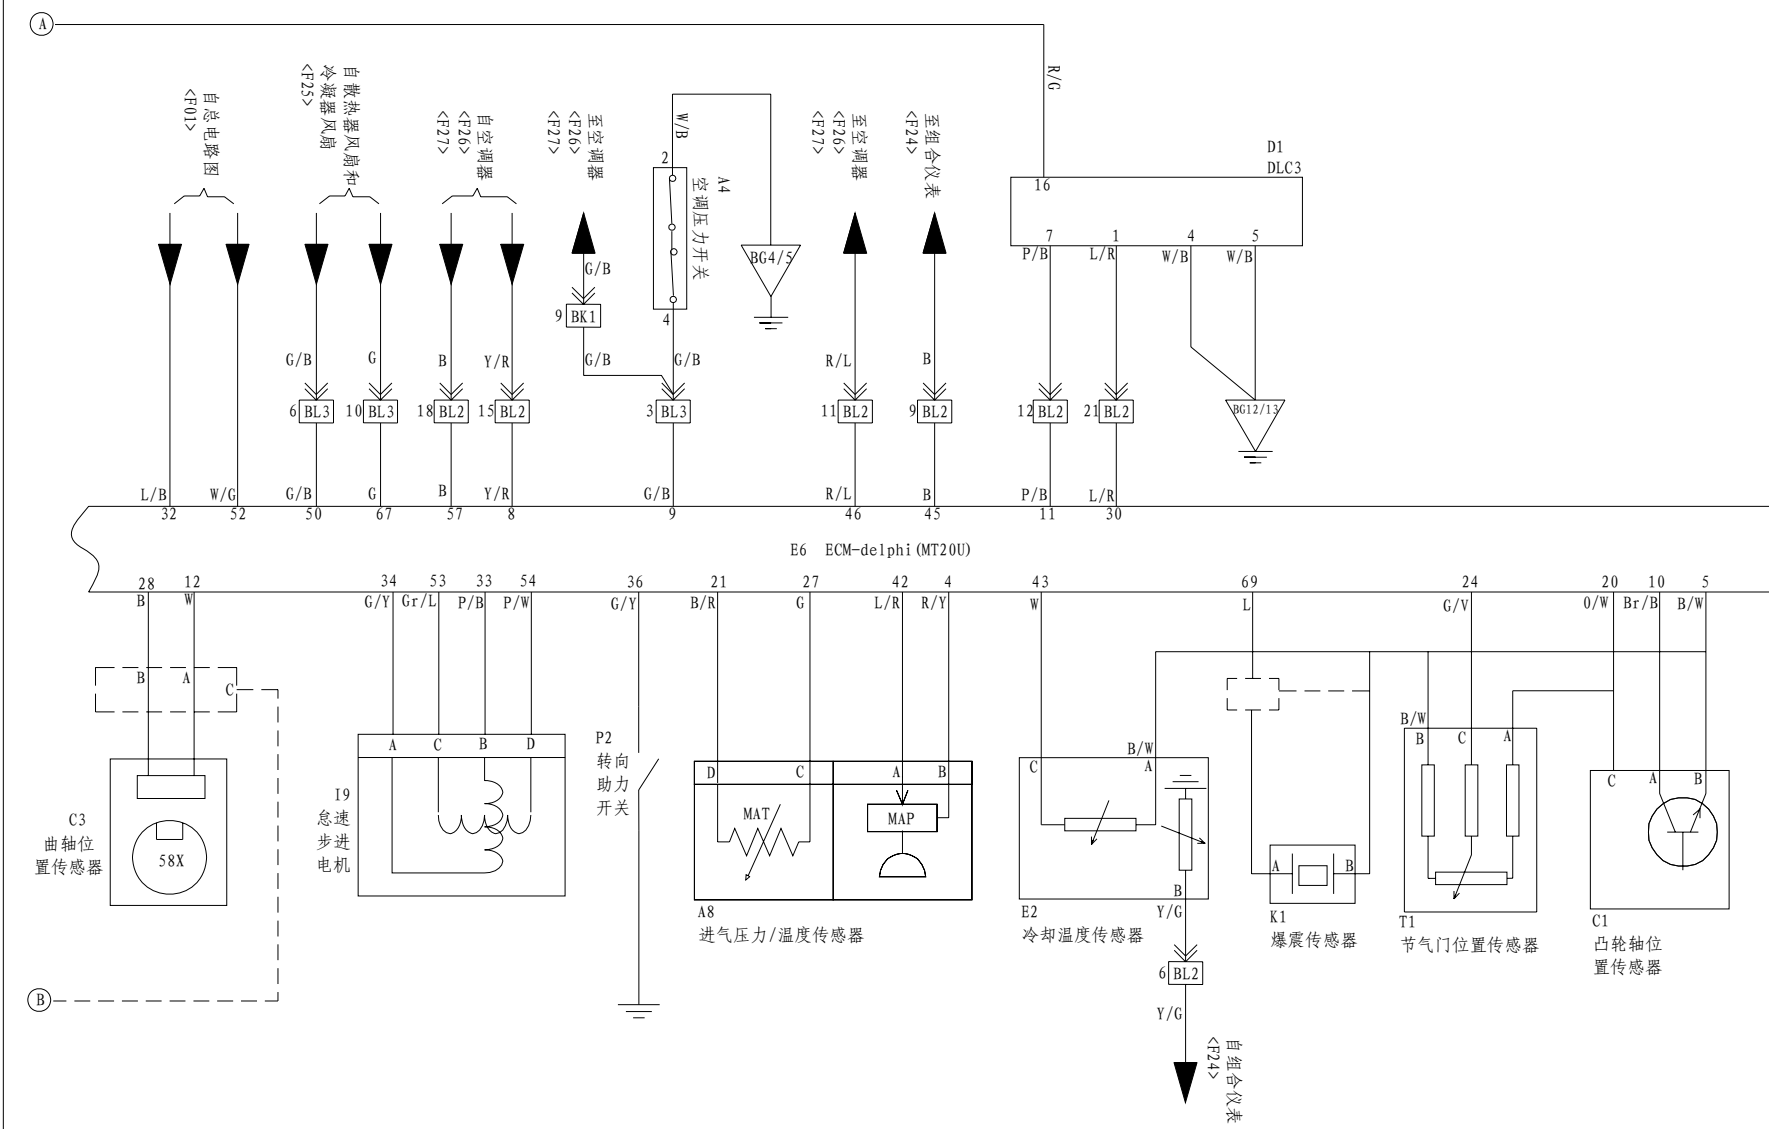 A
R/G
自总电路图
<F01>
自散热器风扇和
冷凝器风扇
<F25>
自空调器
<F26>
<F27>
至空调器
<F26>
<F27>
W/B
2
A4
空调压力开关
4
BG4/5
至空调器
<F26>
<F27>
至组合仪表
<F24>
D1
DLC3
16
7 1 4 5
P/B L/R W/B W/B
G/B
9 BK1
G/B G B Y/R G/B G/B R/L B
6 BL3 10 BL3 18 BL2 15 BL2 3 BL3 11 BL2 9 BL2 12 BL2 21 BL2 BG12/13
L/B W/G G/B G B Y/R G/B R/L B P/B L/R
32 52 50 67 57 8 9 46 45 11 30
E6 ECM-delphi(MT20U)
28 12 34 53 33 54 36 21 27 42 4 43 69 24 20 10 5
B W G/Y Gr/L P/B P/W G/Y B/R G L/R R/Y W L G/V O/W Br/B B/W
B A C
58X
C3
曲轴位
置传感器
A C B D
I9
怠速
步进
电机
P2
转向
助力
开关
D C A B
MAT MAP
A8
进气压力/温度传感器
B/W
C A
B
E2
冷却温度传感器
Y/G
6 BL2
Y/G
自组合仪表
<F24>
A B
K1
爆震传感器
B/W
B C A
T1
节气门位置传感器
C A B
C1
凸轮轴位
置传感器
B